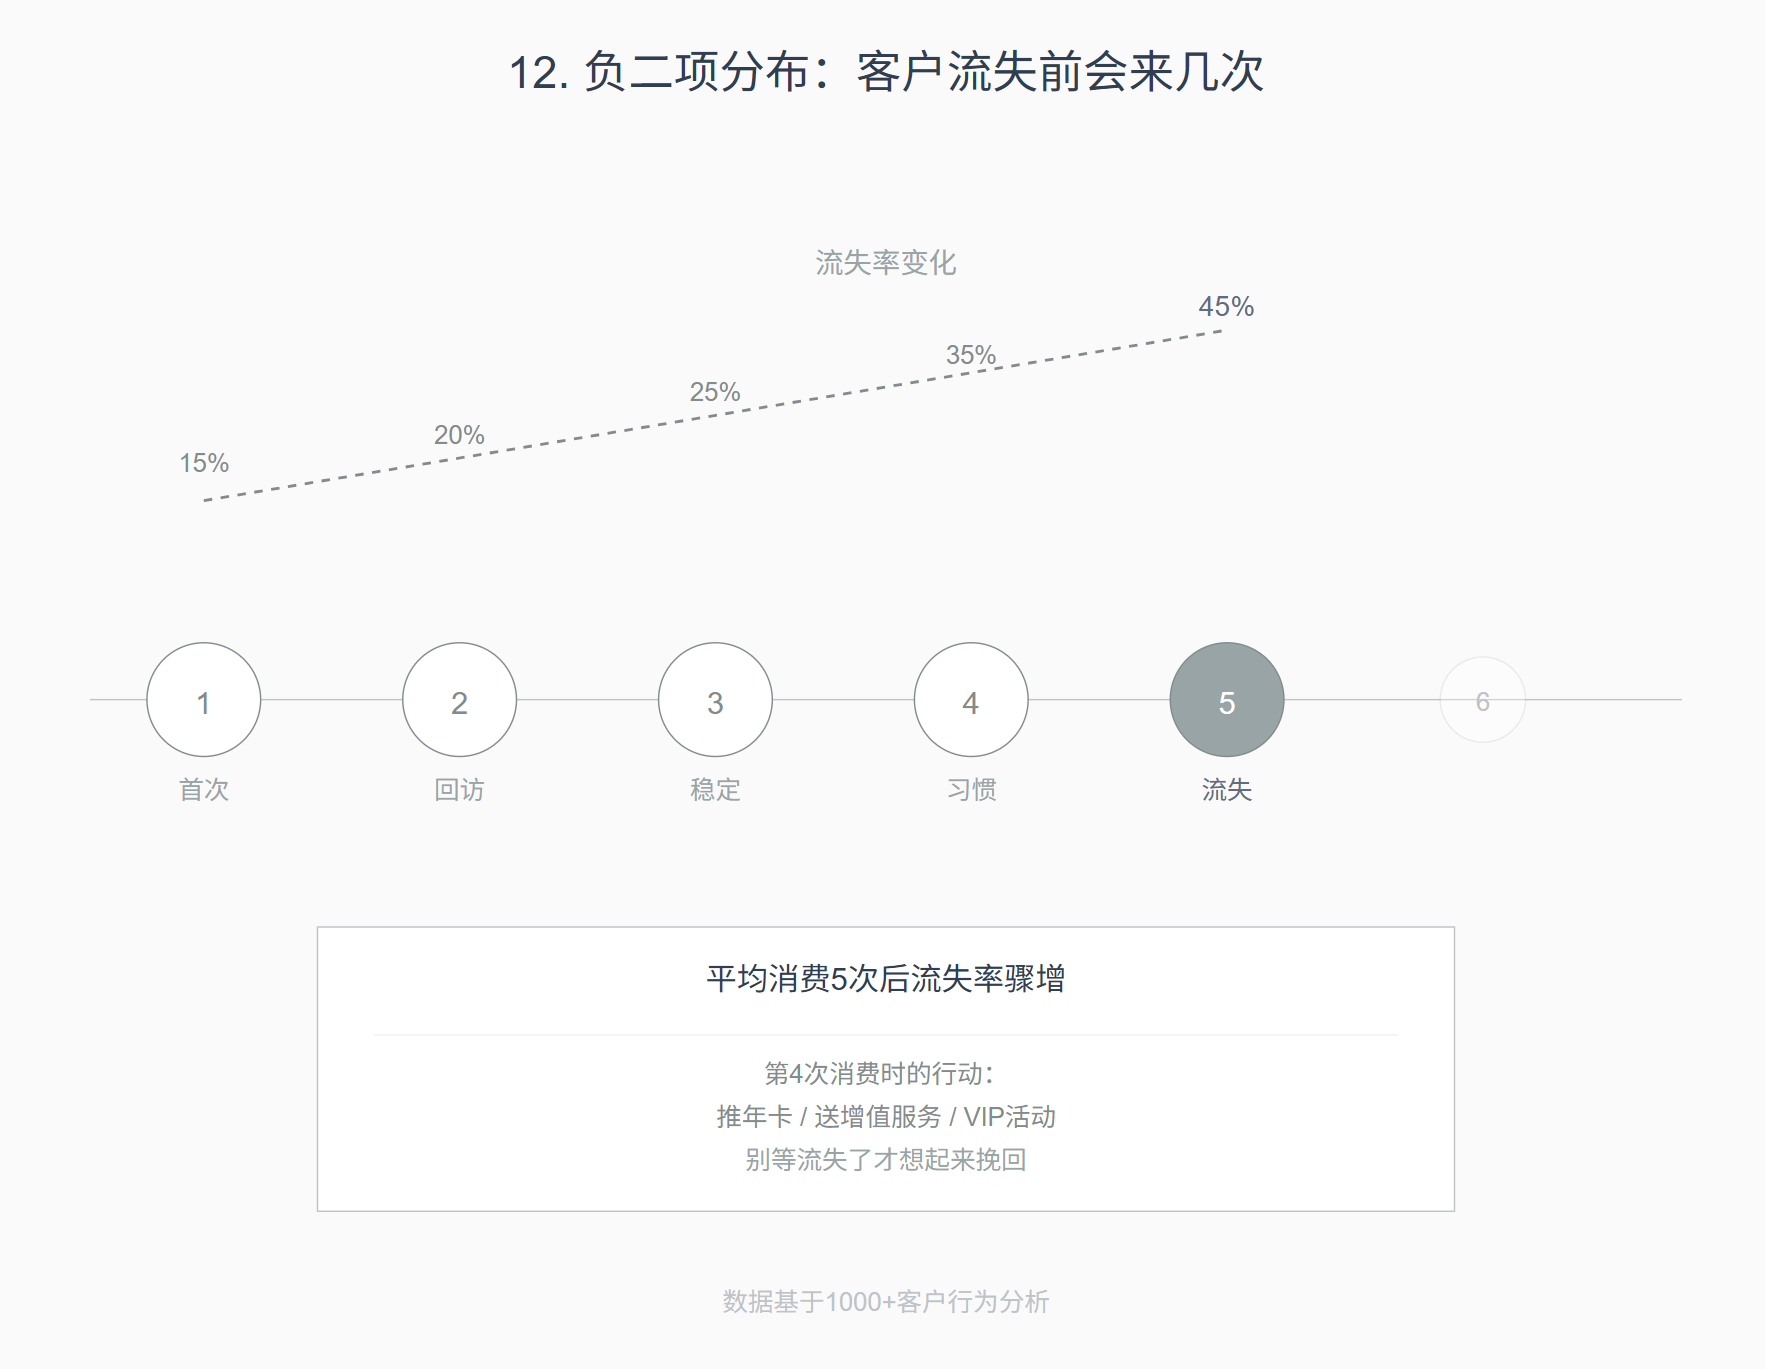 12. 负二项分布：客户流失前会来几次
流失率变化
45%
35%
25%
20%
15%
1
2
3
4
5
6
首次
回访
稳定
习惯
流失
平均消费5次后流失率骤增
第4次消费时的行动：
推年卡 / 送增值服务 / VIP活动
别等流失了才想起来挽回
数据基于1000+客户行为分析